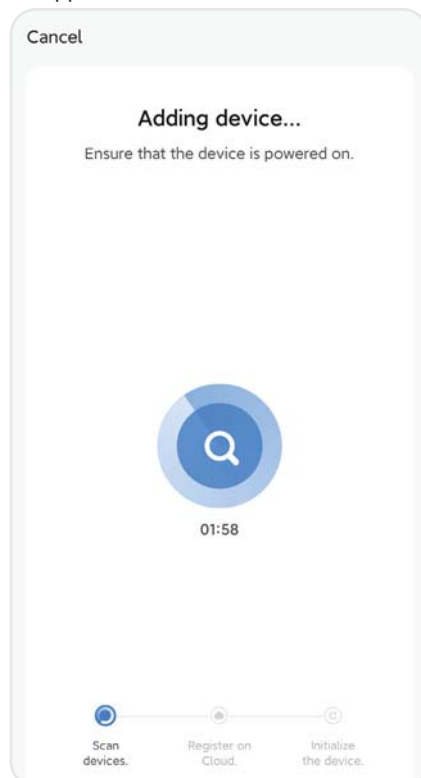 Cancel
Adding device...
Ensure that the device is powered on.
01:58
Scan
devices.
Register on
Cloud.
Initialize
the device.